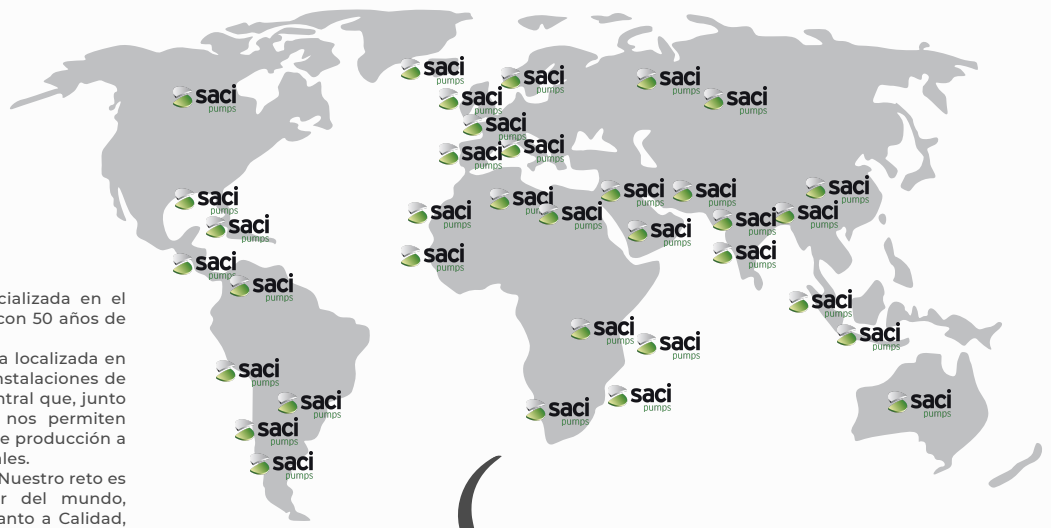 saci
pumps
saci
pumps
saci
pumps
saci
pumps
saci
pumps
saci
pumps
saci
pumps
saci
pumps
saci
pumps
saci
pumps
saci
pumps
saci
pumps
saci
pumps
saci
pumps
saci
pumps
saci
pumps
saci
pumps
saci
pumps
saci
pumps
saci
pumps
saci
pumps
saci
pumps
saci
pumps
saci
pumps
saci
pumps
saci
pumps
saci
pumps
saci
pumps
saci
pumps
saci
pumps
saci
pumps
saci
pumps
saci
pumps
saci
pumps
saci
pumps
cializada en el
con 50 años de
a localizada en
nstalaciones de
ntral que, junto
nos permiten
e producción a
ales.
Nuestro reto es
r del mundo,
anto a Calidad,